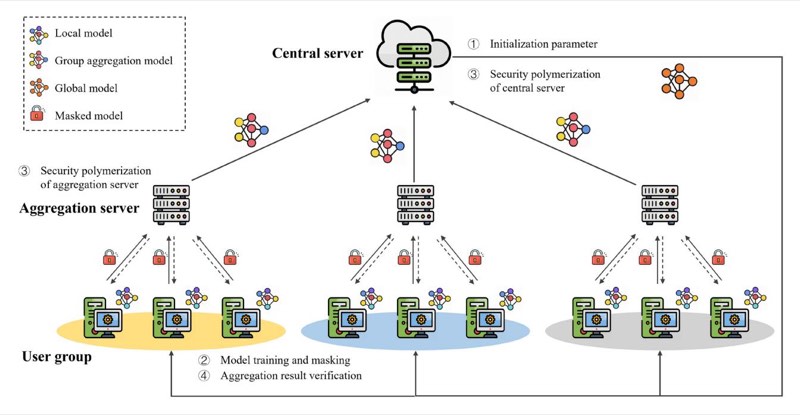 Local model
Group aggregation model
Global model
Masked model
Central server
① Initialization parameter
③ Security polymerization
of central server
③ Security polymerization
of aggregation server
Aggregation server
User group
② Model training and masking
④ Aggregation result verification